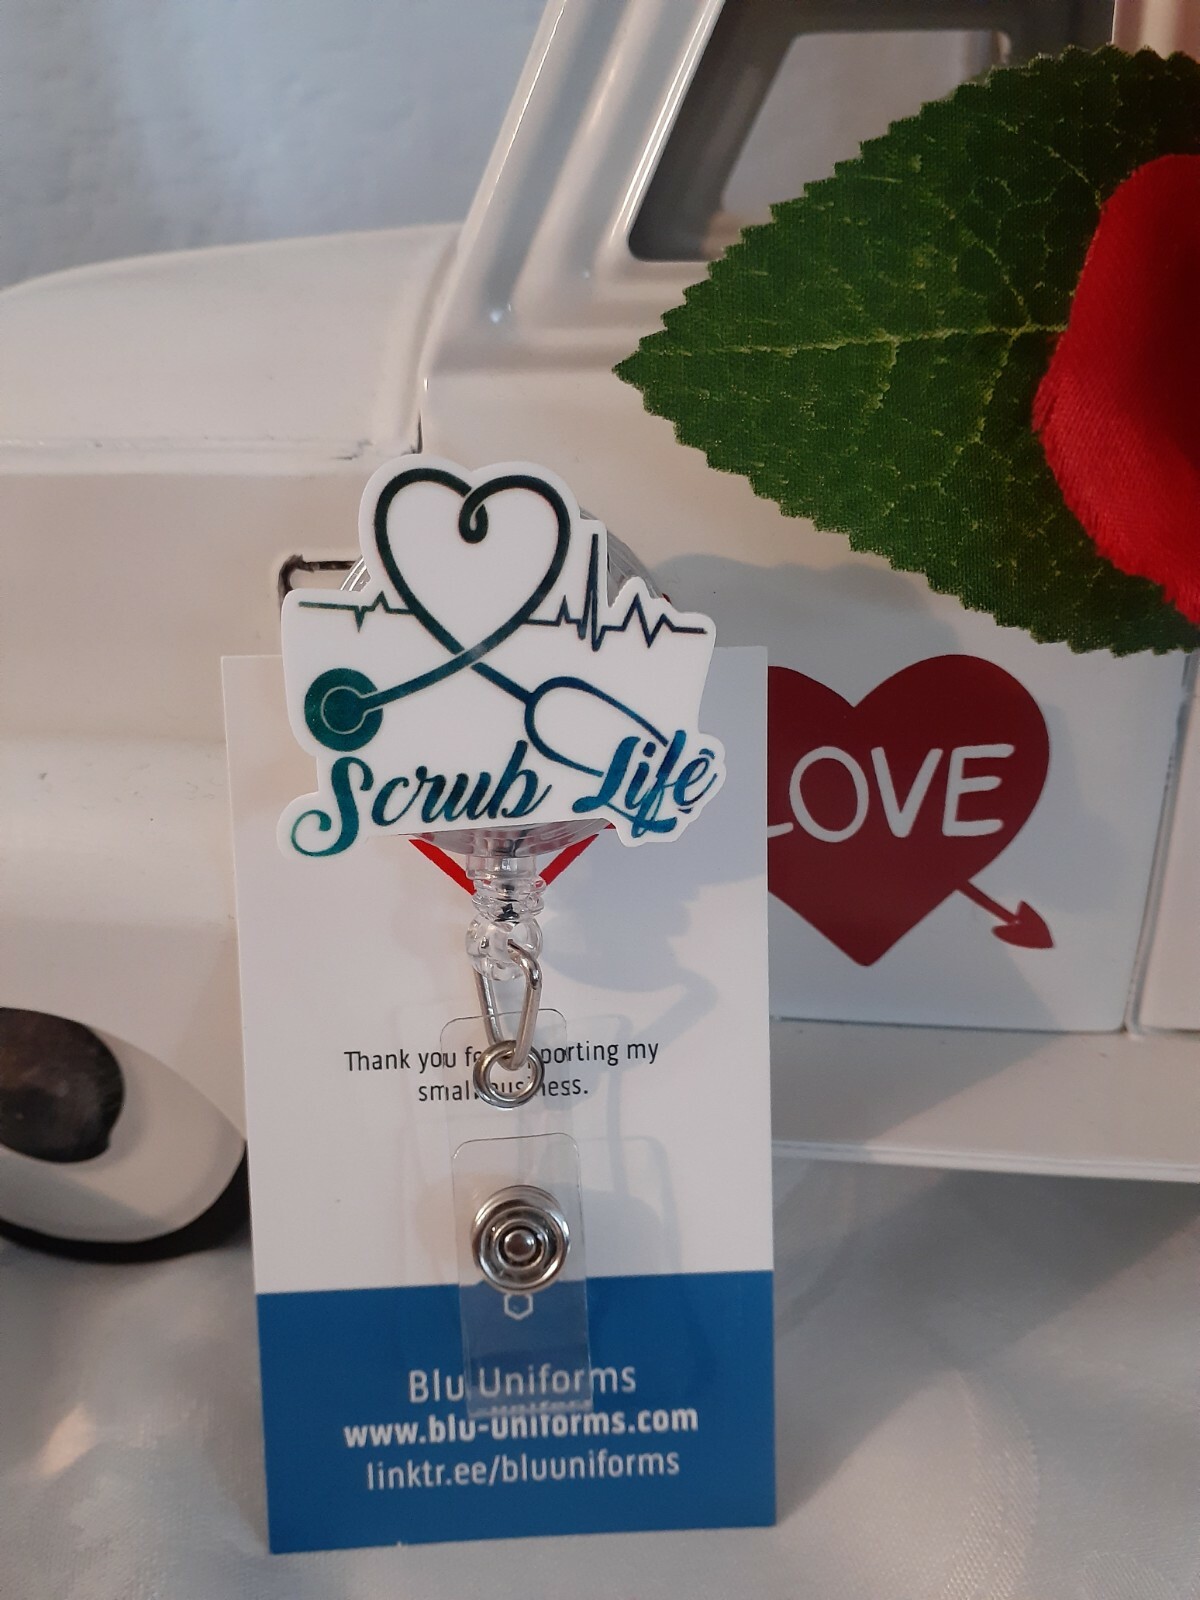 Scrub Life
LOVE
Thank you my
Blu Uniforms
www.blu-uniforms.com
linktr.ee/bluuniforms